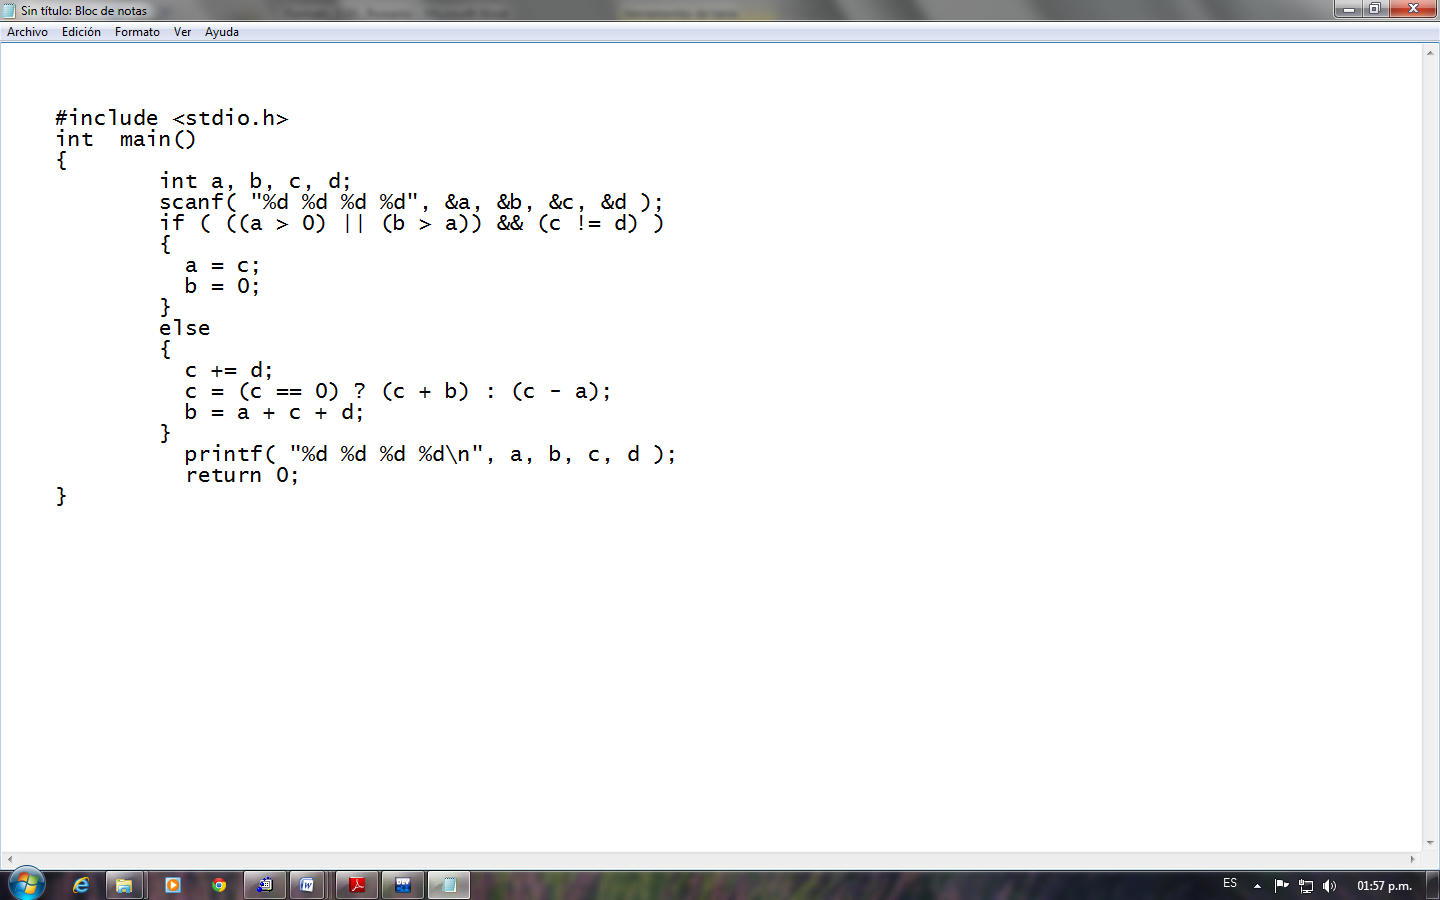 Sin título: Bloc de notas
Archivo Edición Formato Ver Ayuda
#include <stdio.h>
int  main()
{
        int a, b, c, d;
        scanf( "%d %d %d %d", &a, &b, &c, &d );
        if ( ((a > 0) || (b > a)) && (c != d) )
        {
          a = c;
          b = 0;
        }
        else
        {
          c += d;
          c = (c == 0) ? (c + b) : (c - a);
          b = a + c + d;
        }
          printf( "%d %d %d %d\n", a, b, c, d );
          return 0;
}
ES 01:57 p.m.